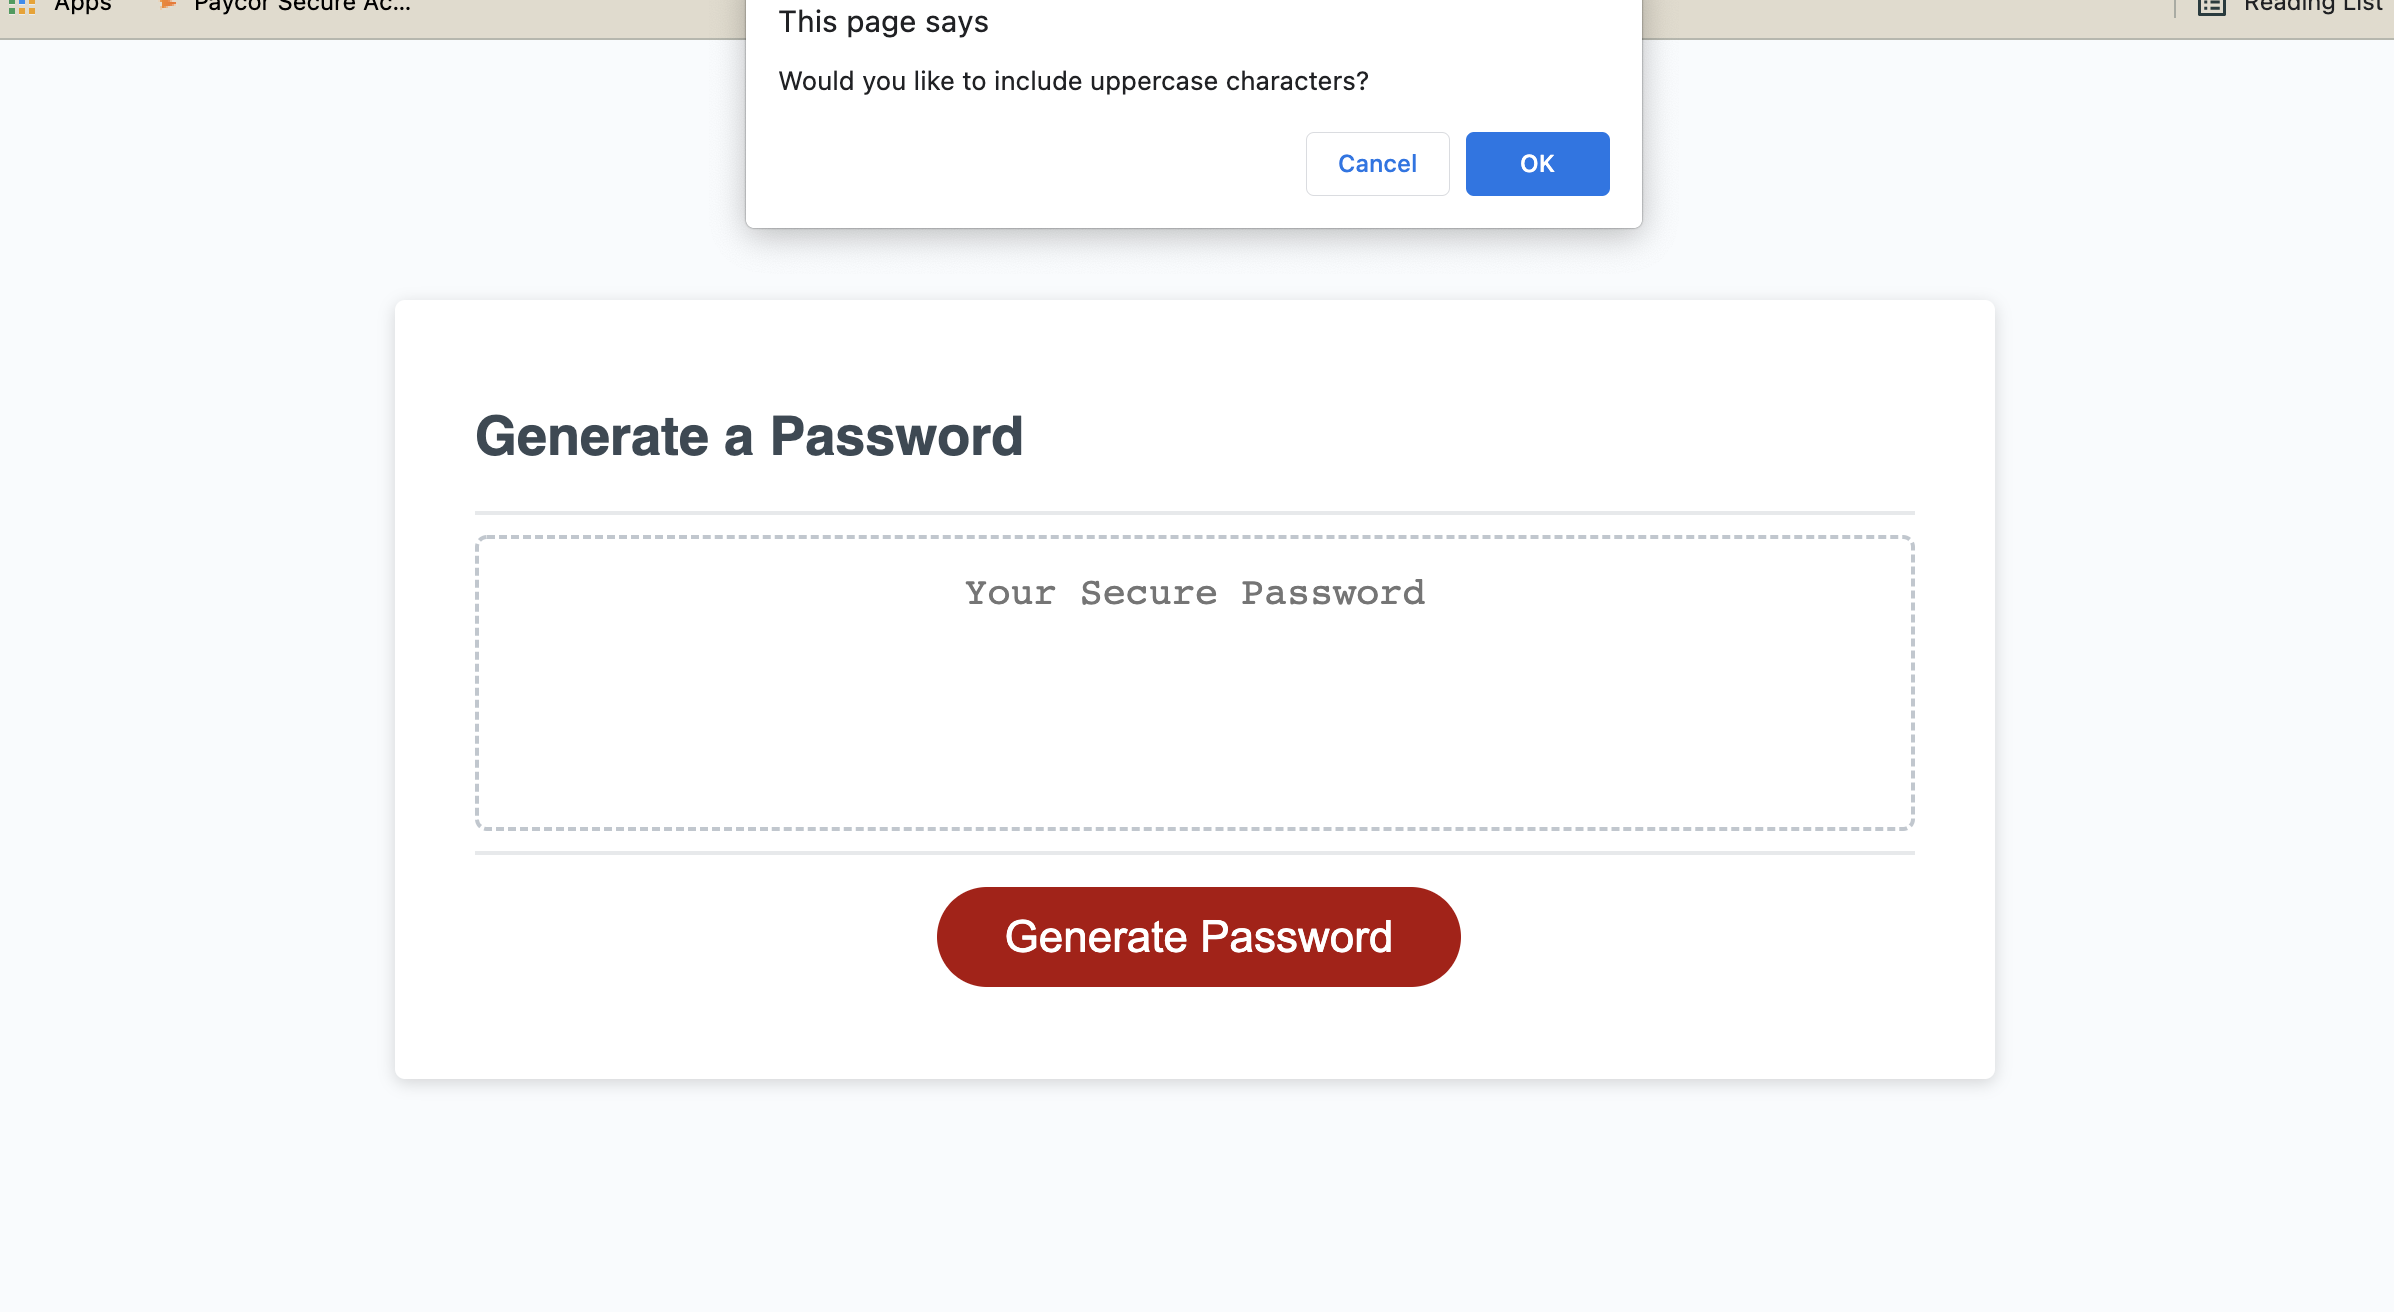 Apps Paycor Secure Ac... Reading List
This page says
Would you like to include uppercase characters?
Cancel OK
Generate a Password
Your Secure Password
Generate Password